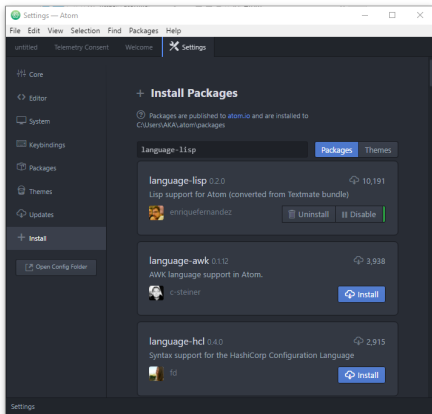 Settings — Atom
File Edit View Selection Find Packages Help
untitled Telemetry Consent Welcome Settings
Core
Editor
System
Keybindings
Packages
Themes
Updates
Install
Open Config Folder
Install Packages
Packages are published to atom.io and are installed to
C:\Users\AKA\.atom\packages
language-lisp
Packages Themes
language-lisp 0.2.0 10,191
Lisp support for Atom (converted from Textmate bundle)
enriquefernandez Uninstall Disable
language-awk 0.1.12 3,938
AWK language support in Atom.
c-steiner Install
language-hcl 0.4.0 2,915
Syntax support for the HashiCorp Configuration Language
fd Install
Settings